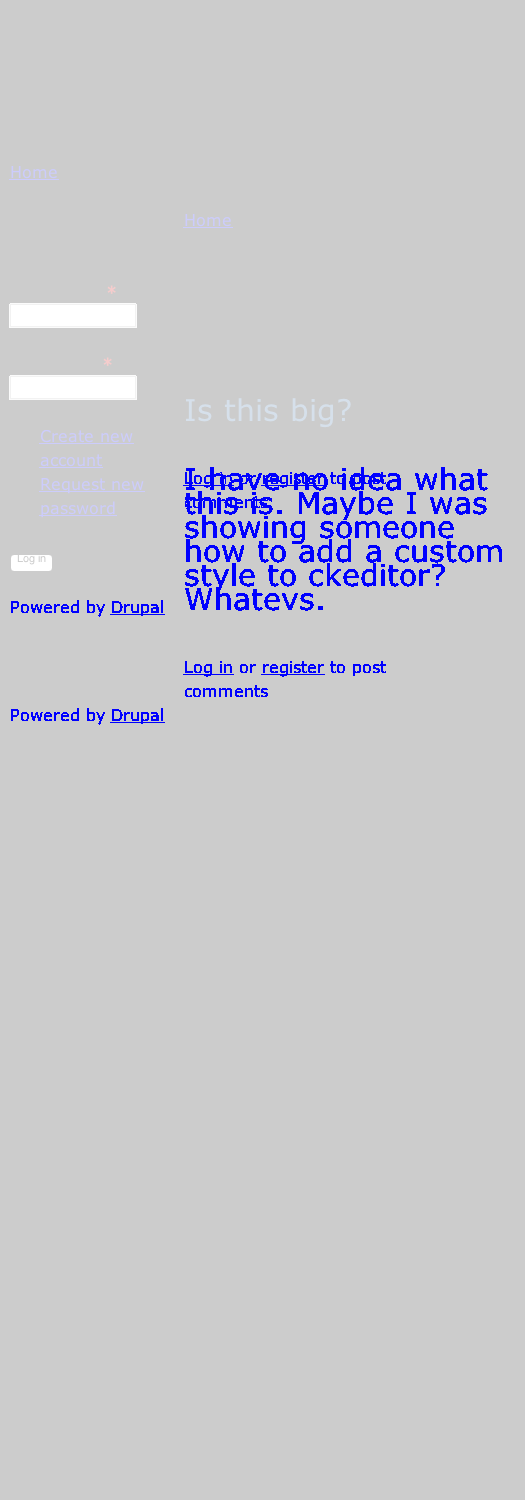 Home
Home
*
*
Is this big?
Create new
account
Request new
password
Log in
Log in or register to post
comments
I have no idea what
this is. Maybe I was
showing someone
how to add a custom
style to ckeditor?
Whatevs.
Powered by Drupal
Log in or register to post
comments
Powered by Drupal